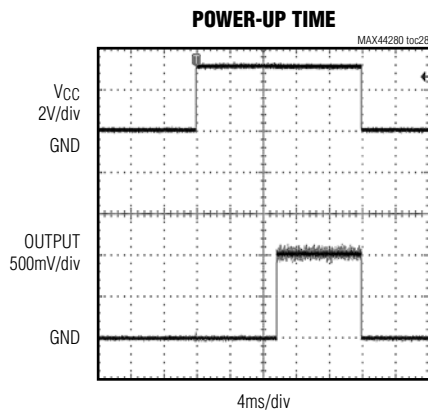 POWER-UP TIME
MAX44280 toc28
VCC
2V/div
GND
OUTPUT
500mV/div
GND
4ms/div